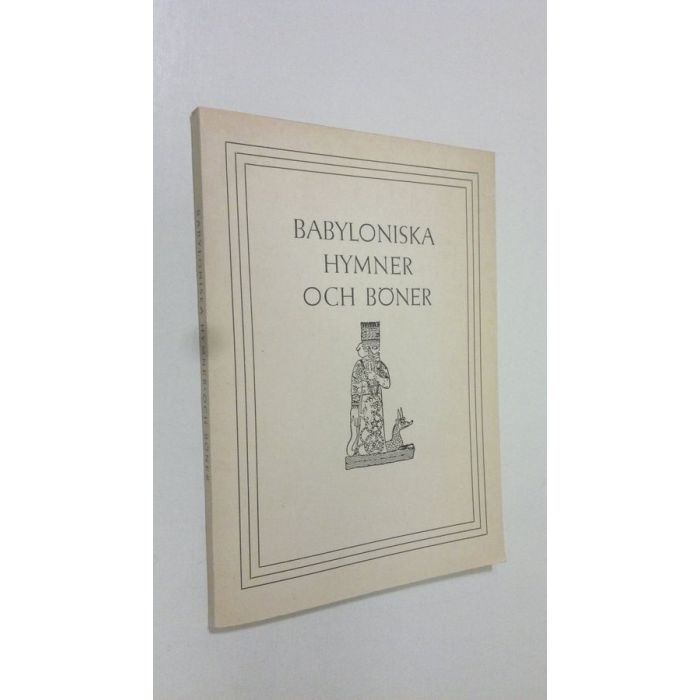 BABYLONISKA
HYMNER
OCH BÖNER
BABYLONISKA HYMNER OCH BÖNER